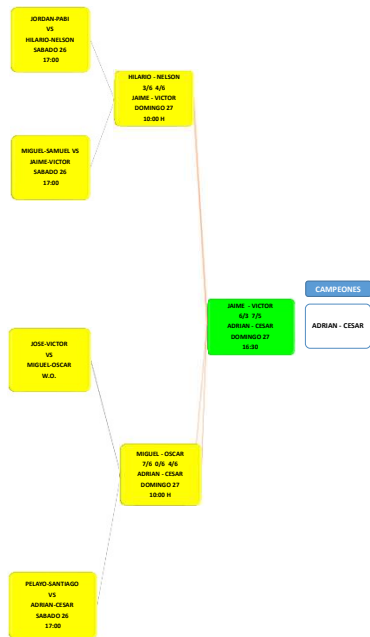 JORDAN-PABI
VS
HILARIO-NELSON
SABADO 26
17:00
HILARIO - NELSON
3/6 4/6
JAIME - VICTOR
DOMINGO 27
10:00 H
MIGUEL-SAMUEL VS
JAIME-VICTOR
SABADO 26
17:00
JAIME - VICTOR
6/3 7/5
ADRIAN - CESAR
DOMINGO 27
16:30
CAMPEONES
ADRIAN - CESAR
JOSE-VICTOR
VS
MIGUEL-OSCAR
W.O.
MIGUEL - OSCAR
7/6 0/6 4/6
ADRIAN - CESAR
DOMINGO 27
10:00 H
PELAYO-SANTIAGO
VS
ADRIAN-CESAR
SABADO 26
17:00